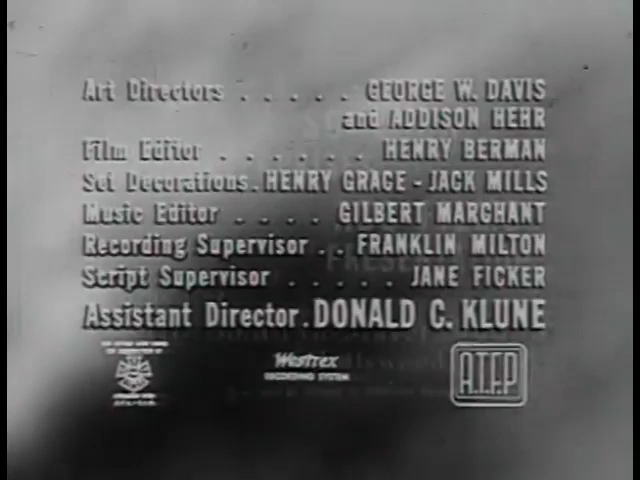 Art Directors . . . . . GEORGE W. DAVIS
and ADDISON HEHR
Film Editor . . . . . . HENRY BERMAN
Set Decorations . HENRY GRACE - JACK MILLS
Music Editor . . . . GILBERT MARCHANT
Recording Supervisor . . FRANKLIN MILTON
Script Supervisor . . . . . JANE FICKER
Assistant Director . DONALD C. KLUNE
Westrex
RECORDING SYSTEM
A.T.F.P